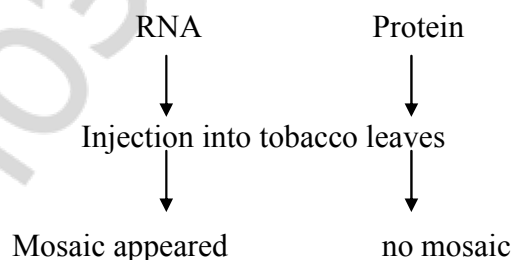 RNA Protein
Injection into tobacco leaves
Mosaic appeared no mosaic